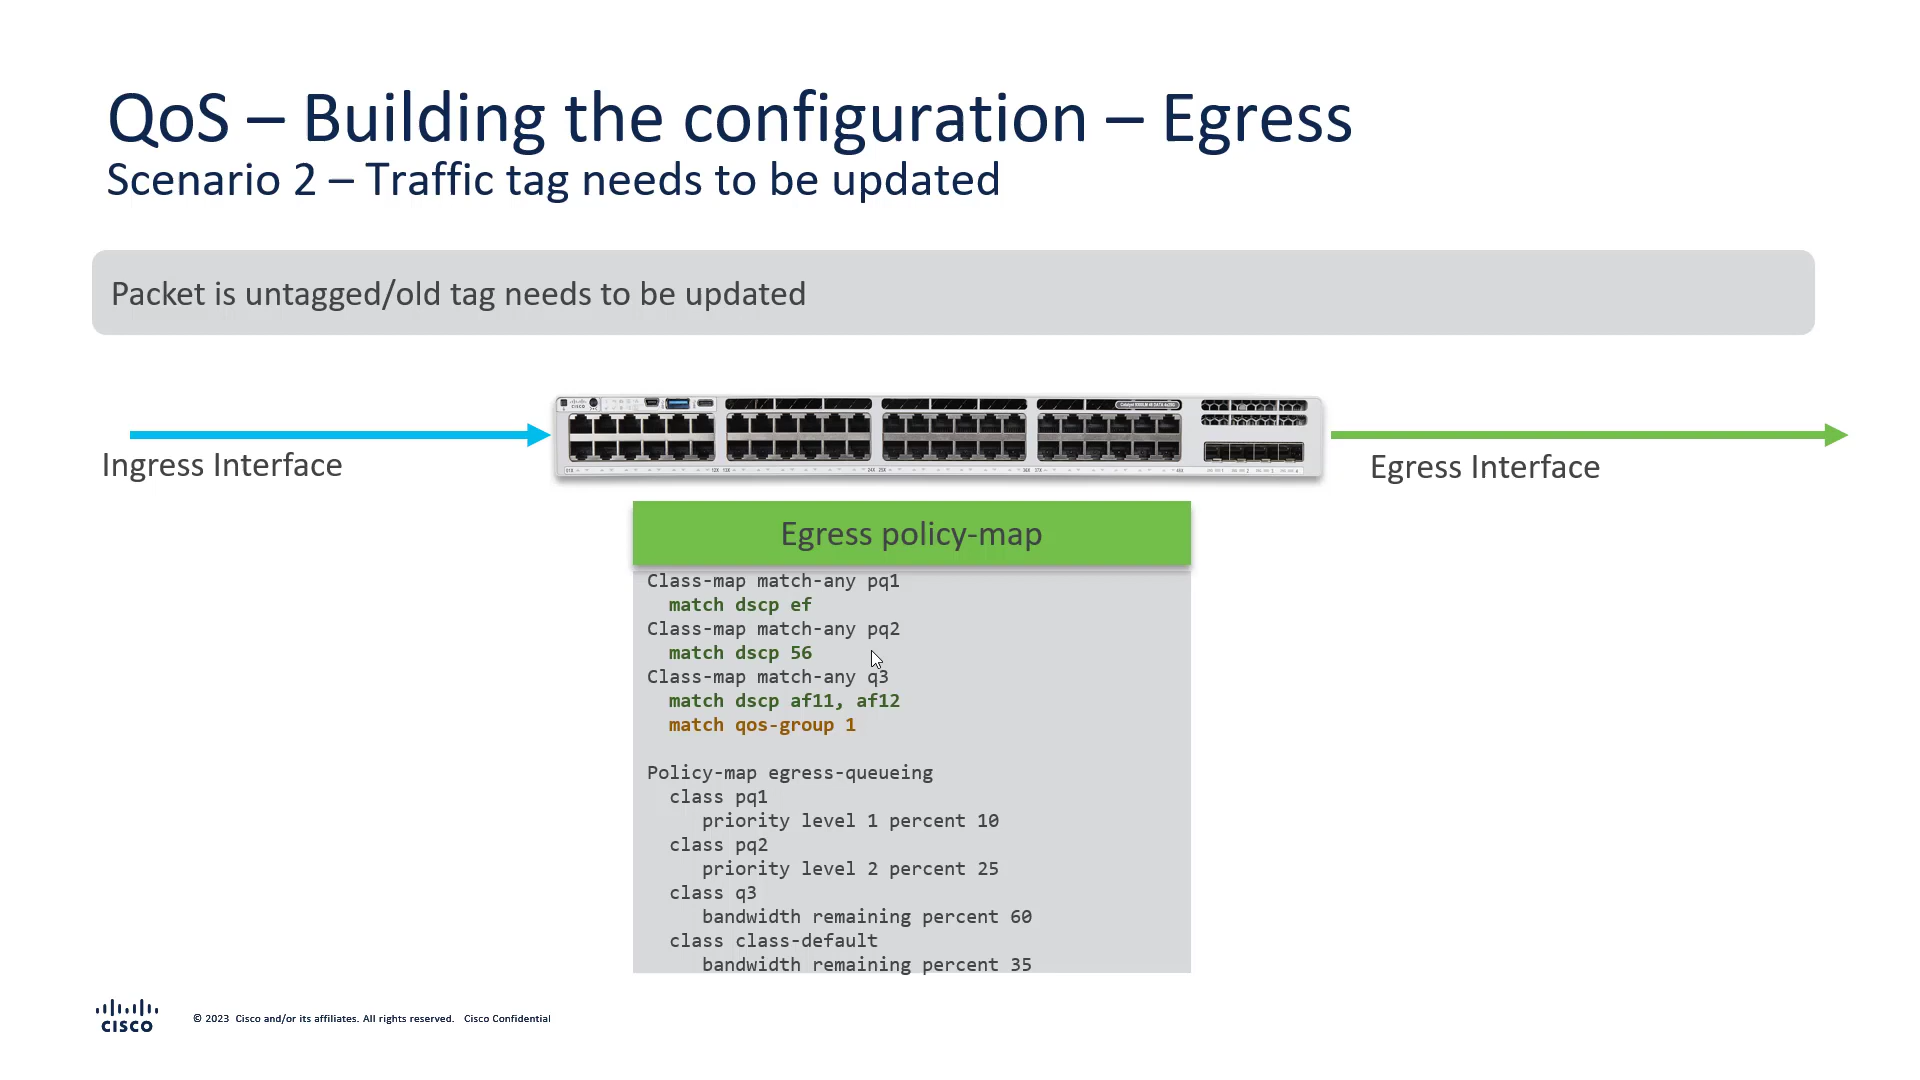 QoS – Building the configuration – Egress
Scenario 2 – Traffic tag needs to be updated
Packet is untagged/old tag needs to be updated
Ingress Interface
Egress Interface
Egress policy-map
Class-map match-any pq1
match dscp ef
Class-map match-any pq2
match dscp 56
Class-map match-any q3
match dscp af11, af12
match qos-group 1
Policy-map egress-queueing
class pq1
priority level 1 percent 10
class pq2
priority level 2 percent 25
class q3
bandwidth remaining percent 60
class class-default
bandwidth remaining percent 35
CISCO
© 2023 Cisco and/or its affiliates. All rights reserved. Cisco Confidential